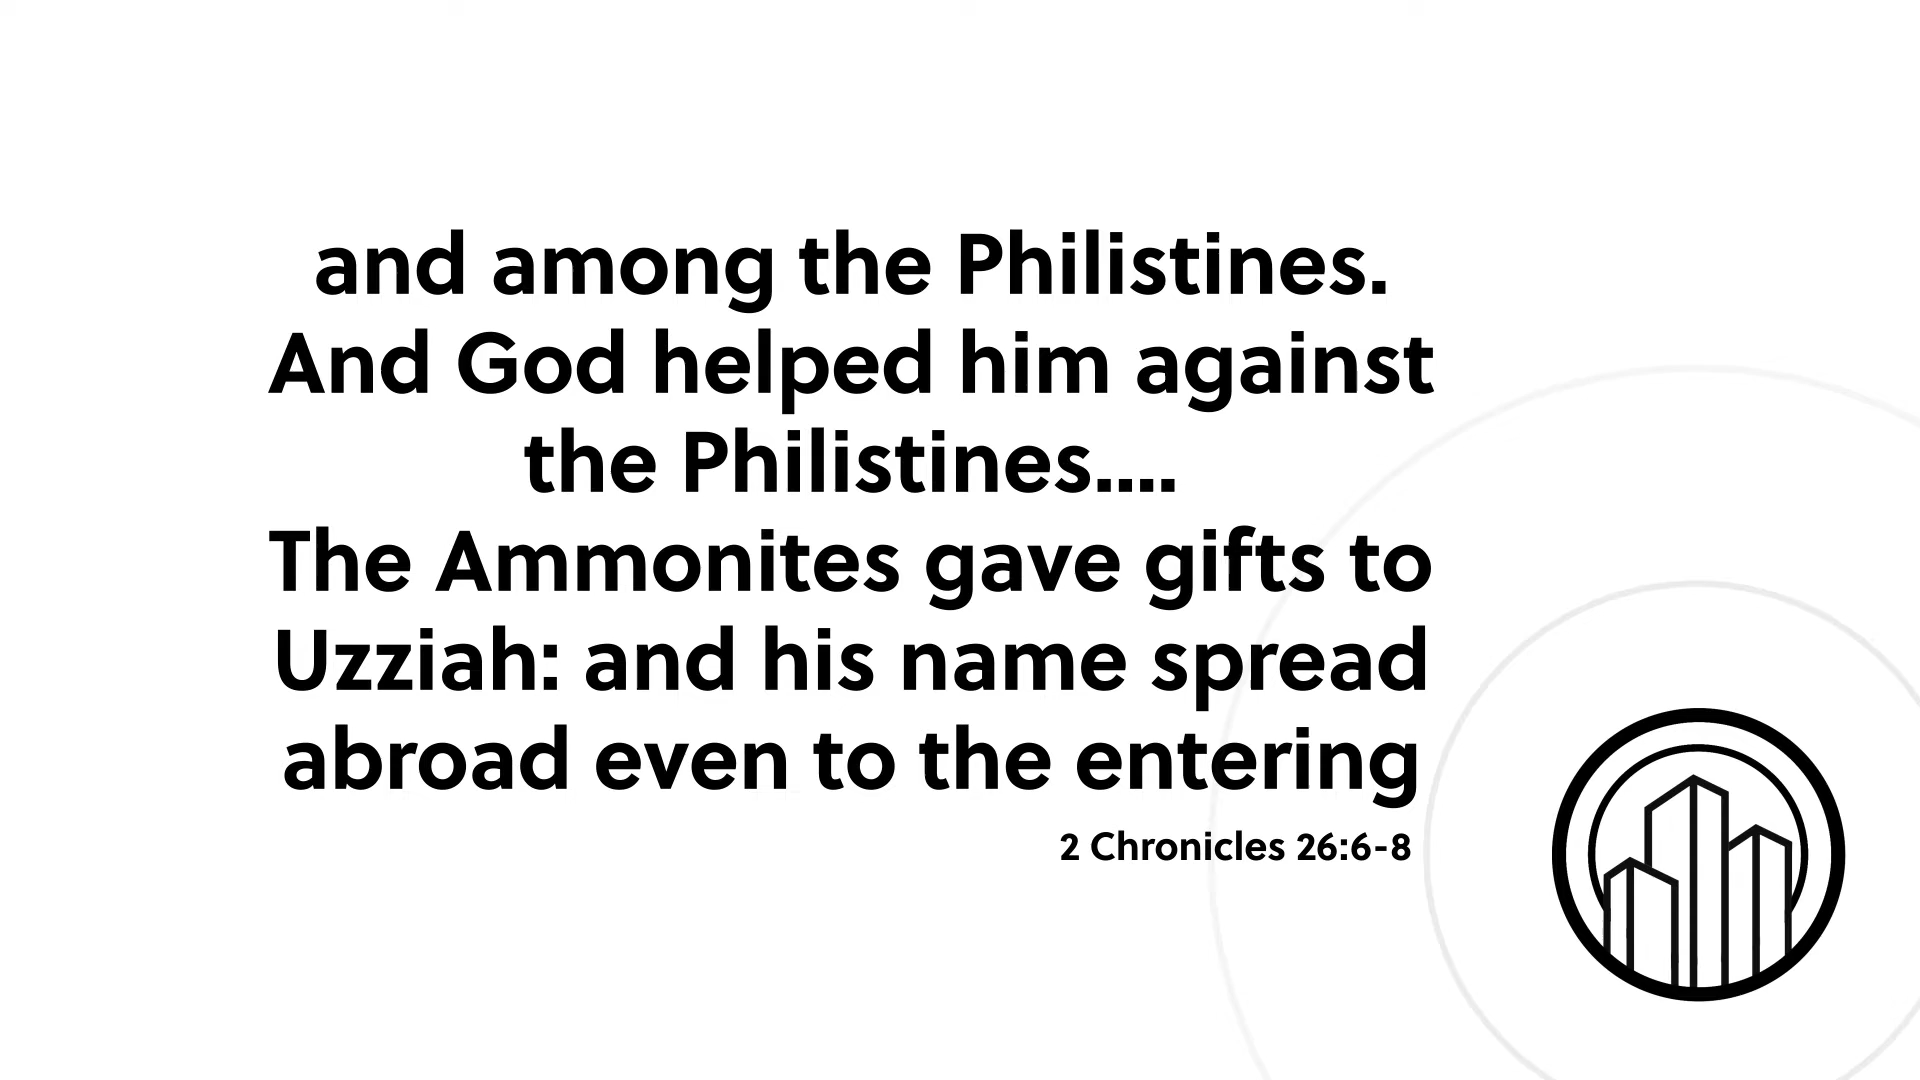 and among the Philistines.
And God helped him against
the Philistines....
The Ammonites gave gifts to
Uzziah: and his name spread
abroad even to the entering
2 Chronicles 26:6-8